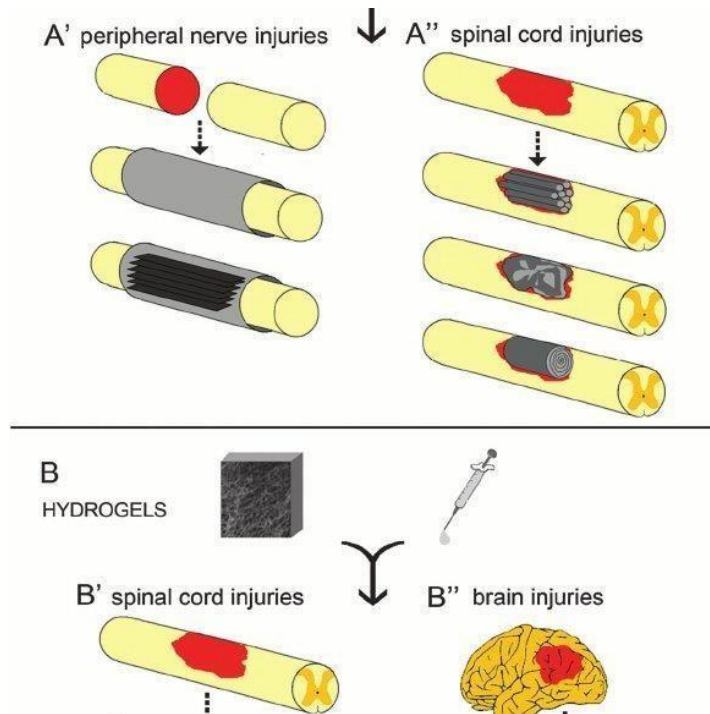 A' peripheral nerve injuries
A'' spinal cord injuries
B
HYDROGELS
B' spinal cord injuries
B'' brain injuries